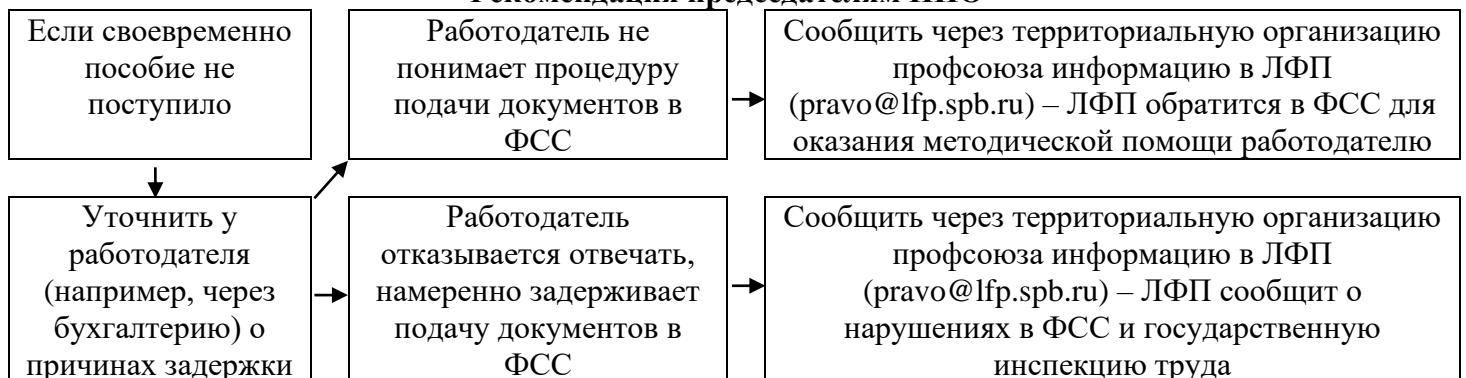 Рекомендации председателям ППО
Если своевременно
пособие не
поступило
Работодатель не
понимает процедуру
подачи документов в
ФСС
Сообщить через территориальную организацию
профсоюза информацию в ЛФП
(pravo@lfp.spb.ru) – ЛФП обратится в ФСС для
оказания методической помощи работодателю
Уточнить у
работодателя
(например, через
бухгалтерию) о
причинах задержки
Работодатель
отказывается отвечать,
намеренно задерживает
подачу документов в
ФСС
Сообщить через территориальную организацию
профсоюза информацию в ЛФП
(pravo@lfp.spb.ru) – ЛФП сообщит о
нарушениях в ФСС и государственную
инспекцию труда